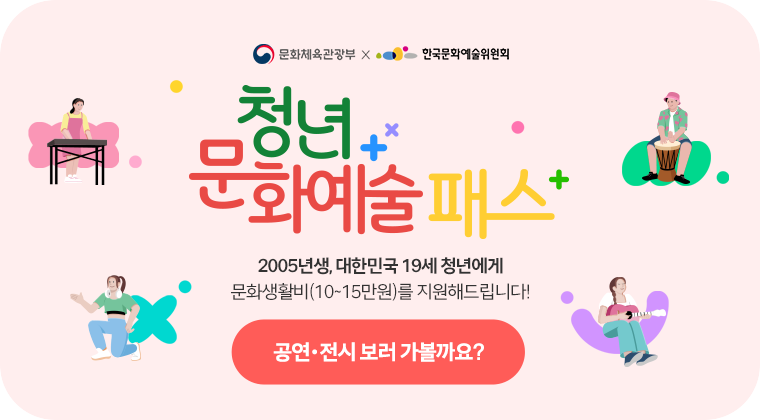 문화체육관광부 X 한국문화예술위원회
청년
문화예술 패스
2005년생, 대한민국 19세 청년에게
문화생활비(10~15만원)를 지원해드립니다!
공연•전시 보러 가볼까요?